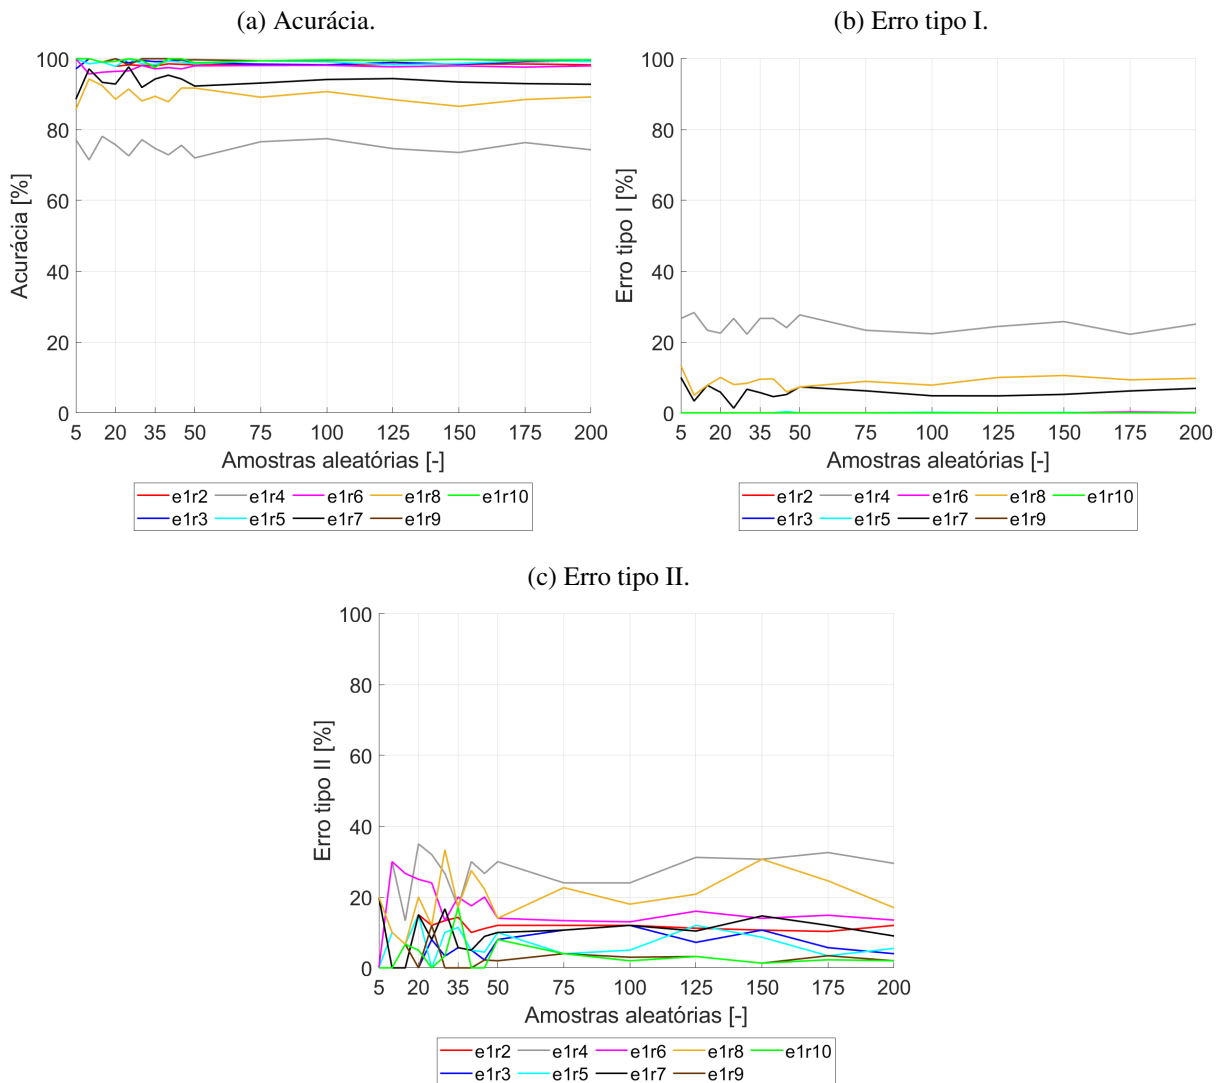 (a) Acurácia.
100
80
60
40
20
0
Acurácia [%]
5 20 35 50 75 100 125 150 175 200
Amostras aleatórias [-]
e1r2 e1r4 e1r6 e1r8 e1r10
e1r3 e1r5 e1r7 e1r9
(b) Erro tipo I.
100
80
60
40
20
0
Erro tipo I [%]
5 20 35 50 75 100 125 150 175 200
Amostras aleatórias [-]
e1r2 e1r4 e1r6 e1r8 e1r10
e1r3 e1r5 e1r7 e1r9
(c) Erro tipo II.
100
80
60
40
20
0
Erro tipo II [%]
5 20 35 50 75 100 125 150 175 200
Amostras aleatórias [-]
e1r2 e1r4 e1r6 e1r8 e1r10
e1r3 e1r5 e1r7 e1r9